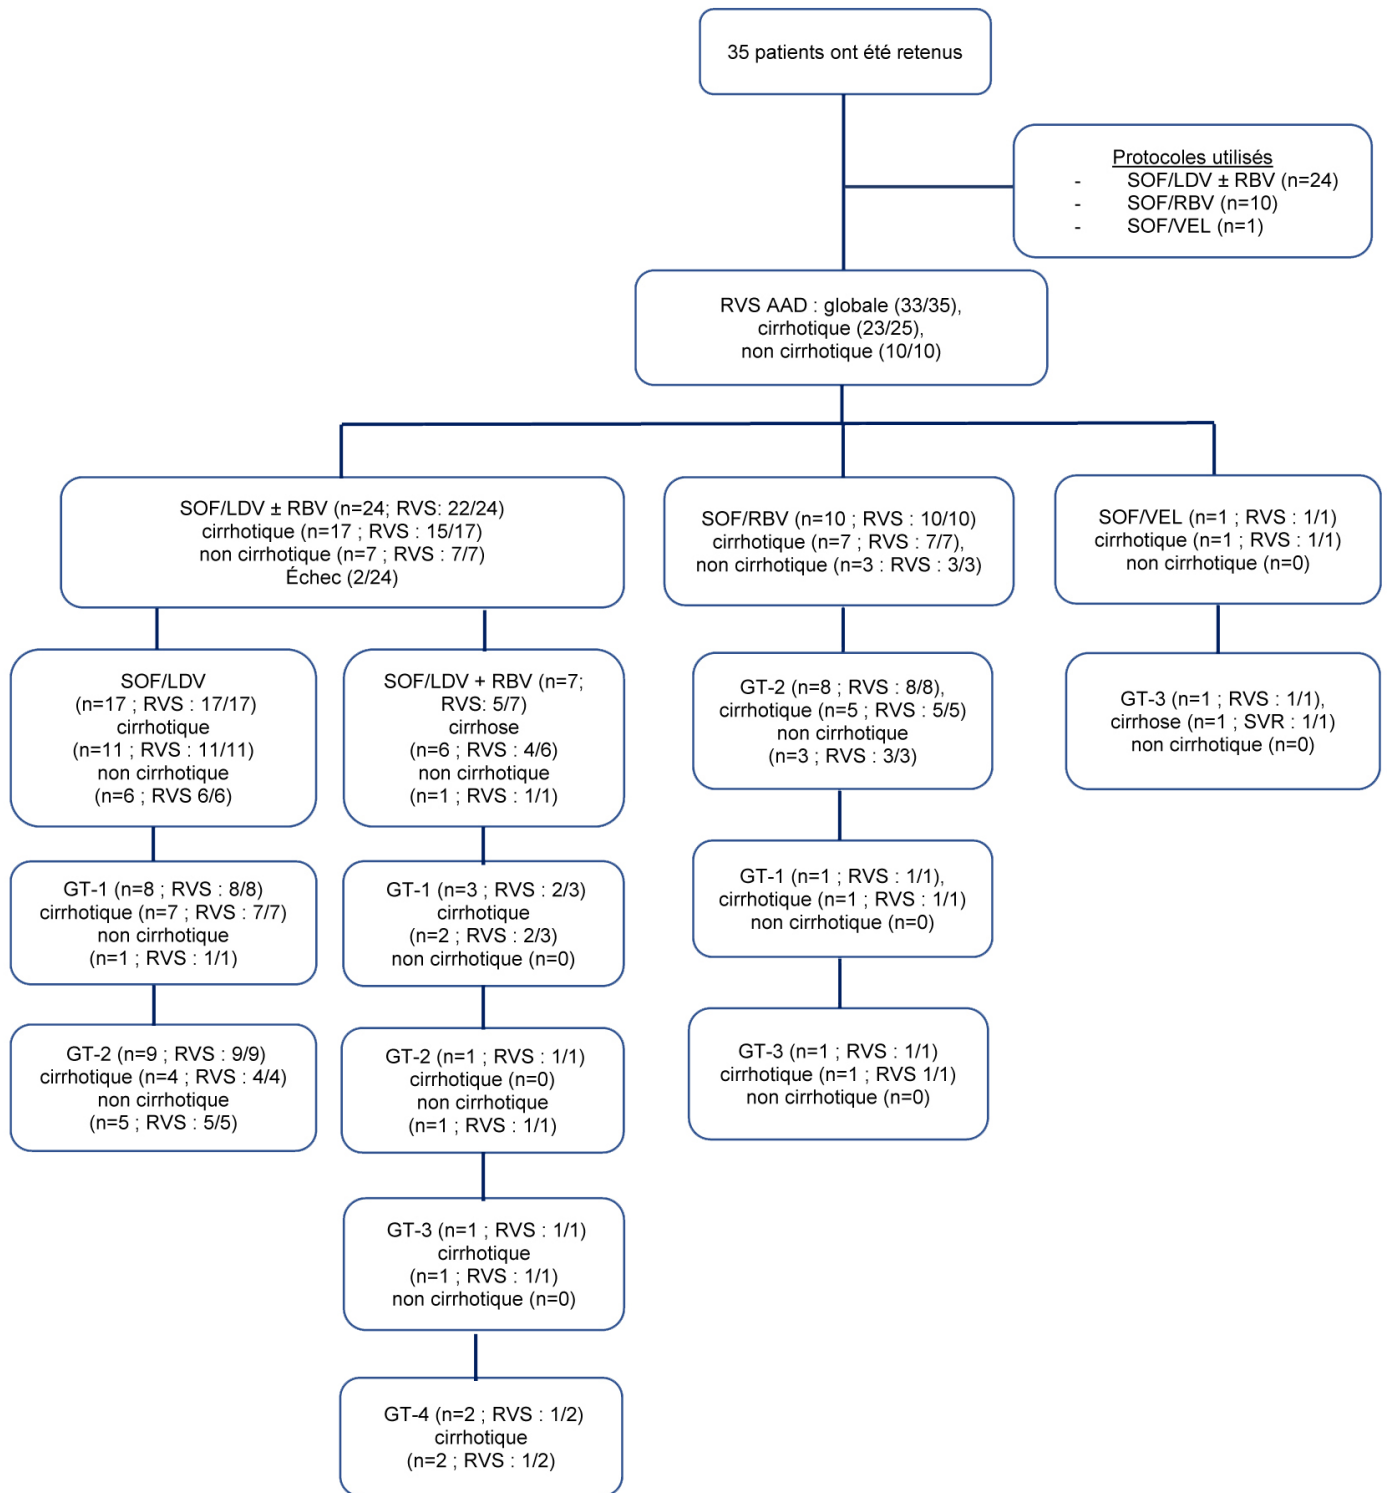 35 patients ont été retenus
Protocoles utilisés
- SOF/LDV ± RBV (n=24)
- SOF/RBV (n=10)
- SOF/VEL (n=1)
RVS AAD : globale (33/35),
cirrhotique (23/25),
non cirrhotique (10/10)
SOF/LDV ± RBV (n=24; RVS: 22/24)
cirrhotique (n=17 ; RVS : 15/17)
non cirrhotique (n=7 ; RVS : 7/7)
Échec (2/24)
SOF/RBV (n=10 ; RVS : 10/10)
cirrhotique (n=7 ; RVS : 7/7),
non cirrhotique (n=3 : RVS : 3/3)
SOF/VEL (n=1 ; RVS : 1/1)
cirrhotique (n=1 ; RVS : 1/1)
non cirrhotique (n=0)
SOF/LDV
(n=17 ; RVS : 17/17)
cirrhotique
(n=11 ; RVS : 11/11)
non cirrhotique
(n=6 ; RVS 6/6)
SOF/LDV + RBV (n=7;
RVS: 5/7)
cirrhose
(n=6 ; RVS : 4/6)
non cirrhotique
(n=1 ; RVS : 1/1)
GT-2 (n=8 ; RVS : 8/8),
cirrhotique (n=5 ; RVS : 5/5)
non cirrhotique
(n=3 ; RVS : 3/3)
GT-3 (n=1 ; RVS : 1/1),
cirrhose (n=1 ; SVR : 1/1)
non cirrhotique (n=0)
GT-1 (n=8 ; RVS : 8/8)
cirrhotique (n=7 ; RVS : 7/7)
non cirrhotique
(n=1 ; RVS : 1/1)
GT-1 (n=3 ; RVS : 2/3)
cirrhotique
(n=2 ; RVS : 2/3)
non cirrhotique (n=0)
GT-1 (n=1 ; RVS : 1/1),
cirrhotique (n=1 ; RVS : 1/1)
non cirrhotique (n=0)
GT-2 (n=9 ; RVS : 9/9)
cirrhotique (n=4 ; RVS : 4/4)
non cirrhotique
(n=5 ; RVS : 5/5)
GT-2 (n=1 ; RVS : 1/1)
cirrhotique (n=0)
non cirrhotique
(n=1 ; RVS : 1/1)
GT-3 (n=1 ; RVS : 1/1)
cirrhotique (n=1 ; RVS 1/1)
non cirrhotique (n=0)
GT-3 (n=1 ; RVS : 1/1)
cirrhotique
(n=1 ; RVS : 1/1)
non cirrhotique (n=0)
GT-4 (n=2 ; RVS : 1/2)
cirrhotique
(n=2 ; RVS : 1/2)